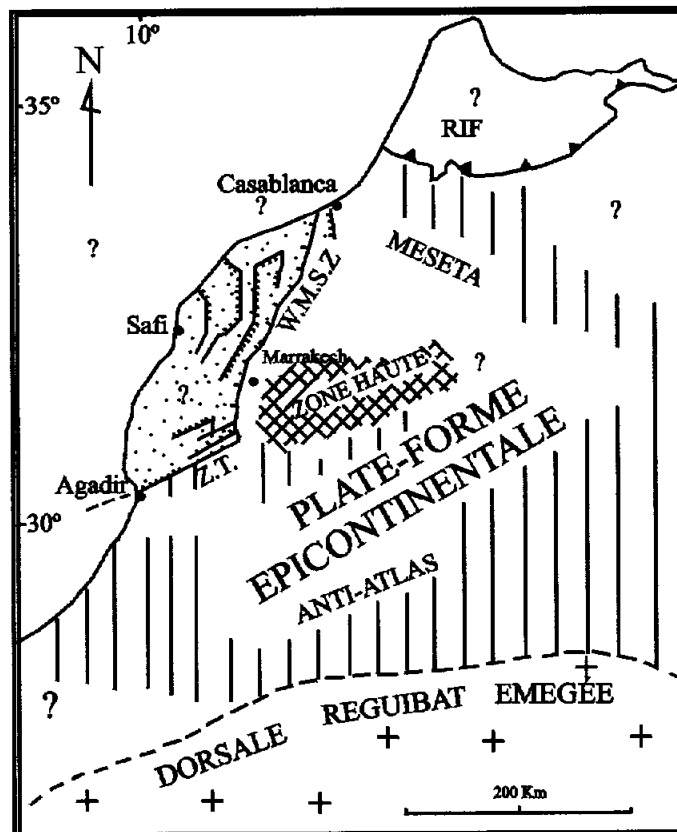 10°
N
35°
?
RIF
Casablanca
?
?
?
MESETA
W.M.S.Z
Safi
Marrakech
ZONE HAUTE
?
?
PLATE-FORME
EPICONTINENTALE
Z.T.
Agadir
30°
ANTI-ATLAS
?
DORSALE REGUIBAT EMEGÉE
200 Km